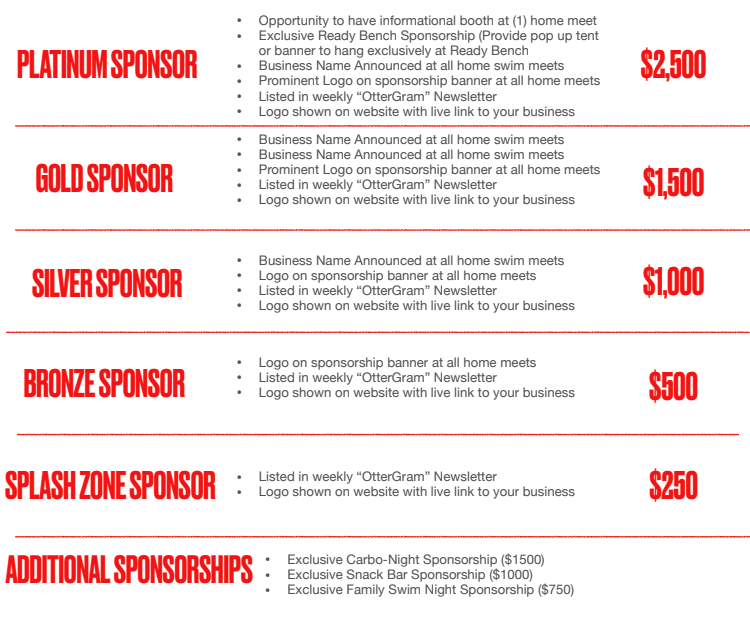 PLATINUM SPONSOR
• Opportunity to have informational booth at (1) home meet
• Exclusive Ready Bench Sponsorship (Provide pop up tent
or banner to hang exclusively at Ready Bench
• Business Name Announced at all home swim meets
• Prominent Logo on sponsorship banner at all home meets
• Listed in weekly “OtterGram” Newsletter
• Logo shown on website with live link to your business
$2,500
GOLD SPONSOR
• Business Name Announced at all home swim meets
• Business Name Announced at all home swim meets
• Prominent Logo on sponsorship banner at all home meets
• Listed in weekly “OtterGram” Newsletter
• Logo shown on website with live link to your business
$1,500
SILVER SPONSOR
• Business Name Announced at all home swim meets
• Logo on sponsorship banner at all home meets
• Listed in weekly “OtterGram” Newsletter
• Logo shown on website with live link to your business
$1,000
BRONZE SPONSOR
• Logo on sponsorship banner at all home meets
• Listed in weekly “OtterGram” Newsletter
• Logo shown on website with live link to your business
$500
SPLASH ZONE SPONSOR
• Listed in weekly “OtterGram” Newsletter
• Logo shown on website with live link to your business
$250
ADDITIONAL SPONSORSHIPS
• Exclusive Carbo-Night Sponsorship ($1500)
• Exclusive Snack Bar Sponsorship ($1000)
• Exclusive Family Swim Night Sponsorship ($750)